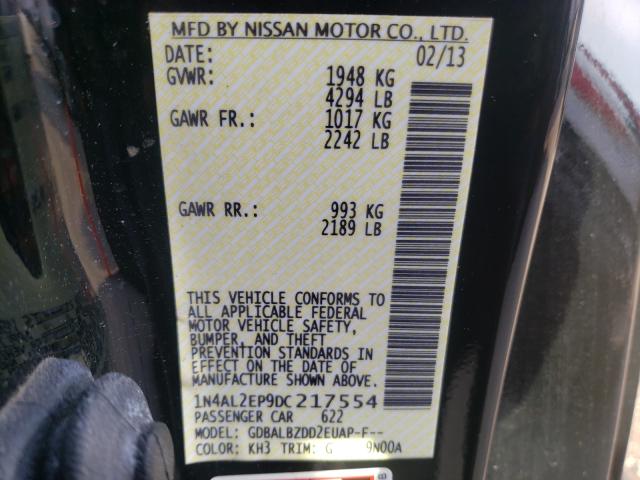 MFD BY NISSAN MOTOR CO., LTD.
DATE: 02/13
GVWR: 1948 KG
4294 LB
GAWR FR.: 1017 KG
2242 LB
GAWR RR.: 993 KG
2189 LB
THIS VEHICLE CONFORMS TO
ALL APPLICABLE FEDERAL
MOTOR VEHICLE SAFETY,
BUMPER, AND THEFT
PREVENTION STANDARDS IN
EFFECT ON THE DATE OF
MANUFACTURE SHOWN ABOVE.
1N4AL2EP9DC217554
PASSENGER CAR 622
MODEL: GDBALBZDD2EUAP-F--
COLOR: KH3 TRIM: G 9N00A